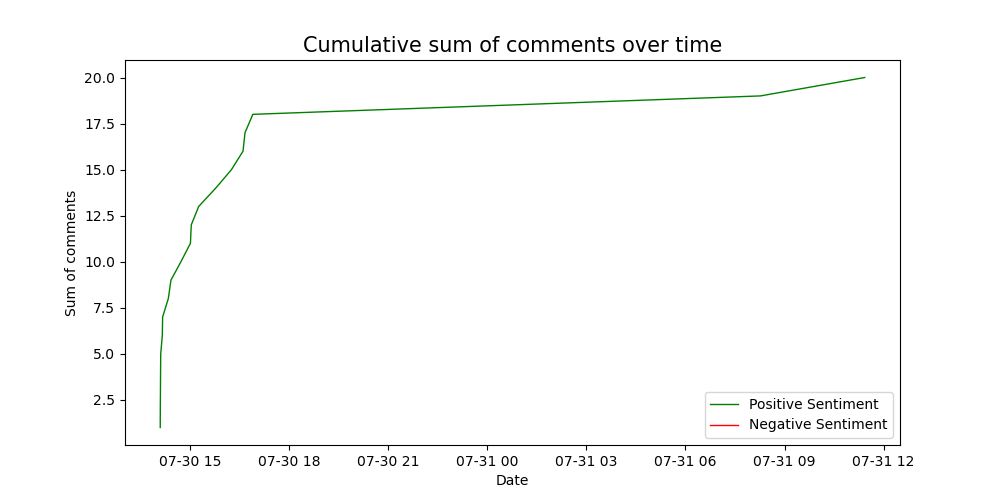 Cumulative sum of comments over time
20.0
17.5
15.0
12.5
10.0
7.5
5.0
2.5
Sum of comments
Positive Sentiment
Negative Sentiment
07-30 15 07-30 18 07-30 21 07-31 00 07-31 03 07-31 06 07-31 09 07-31 12
Date